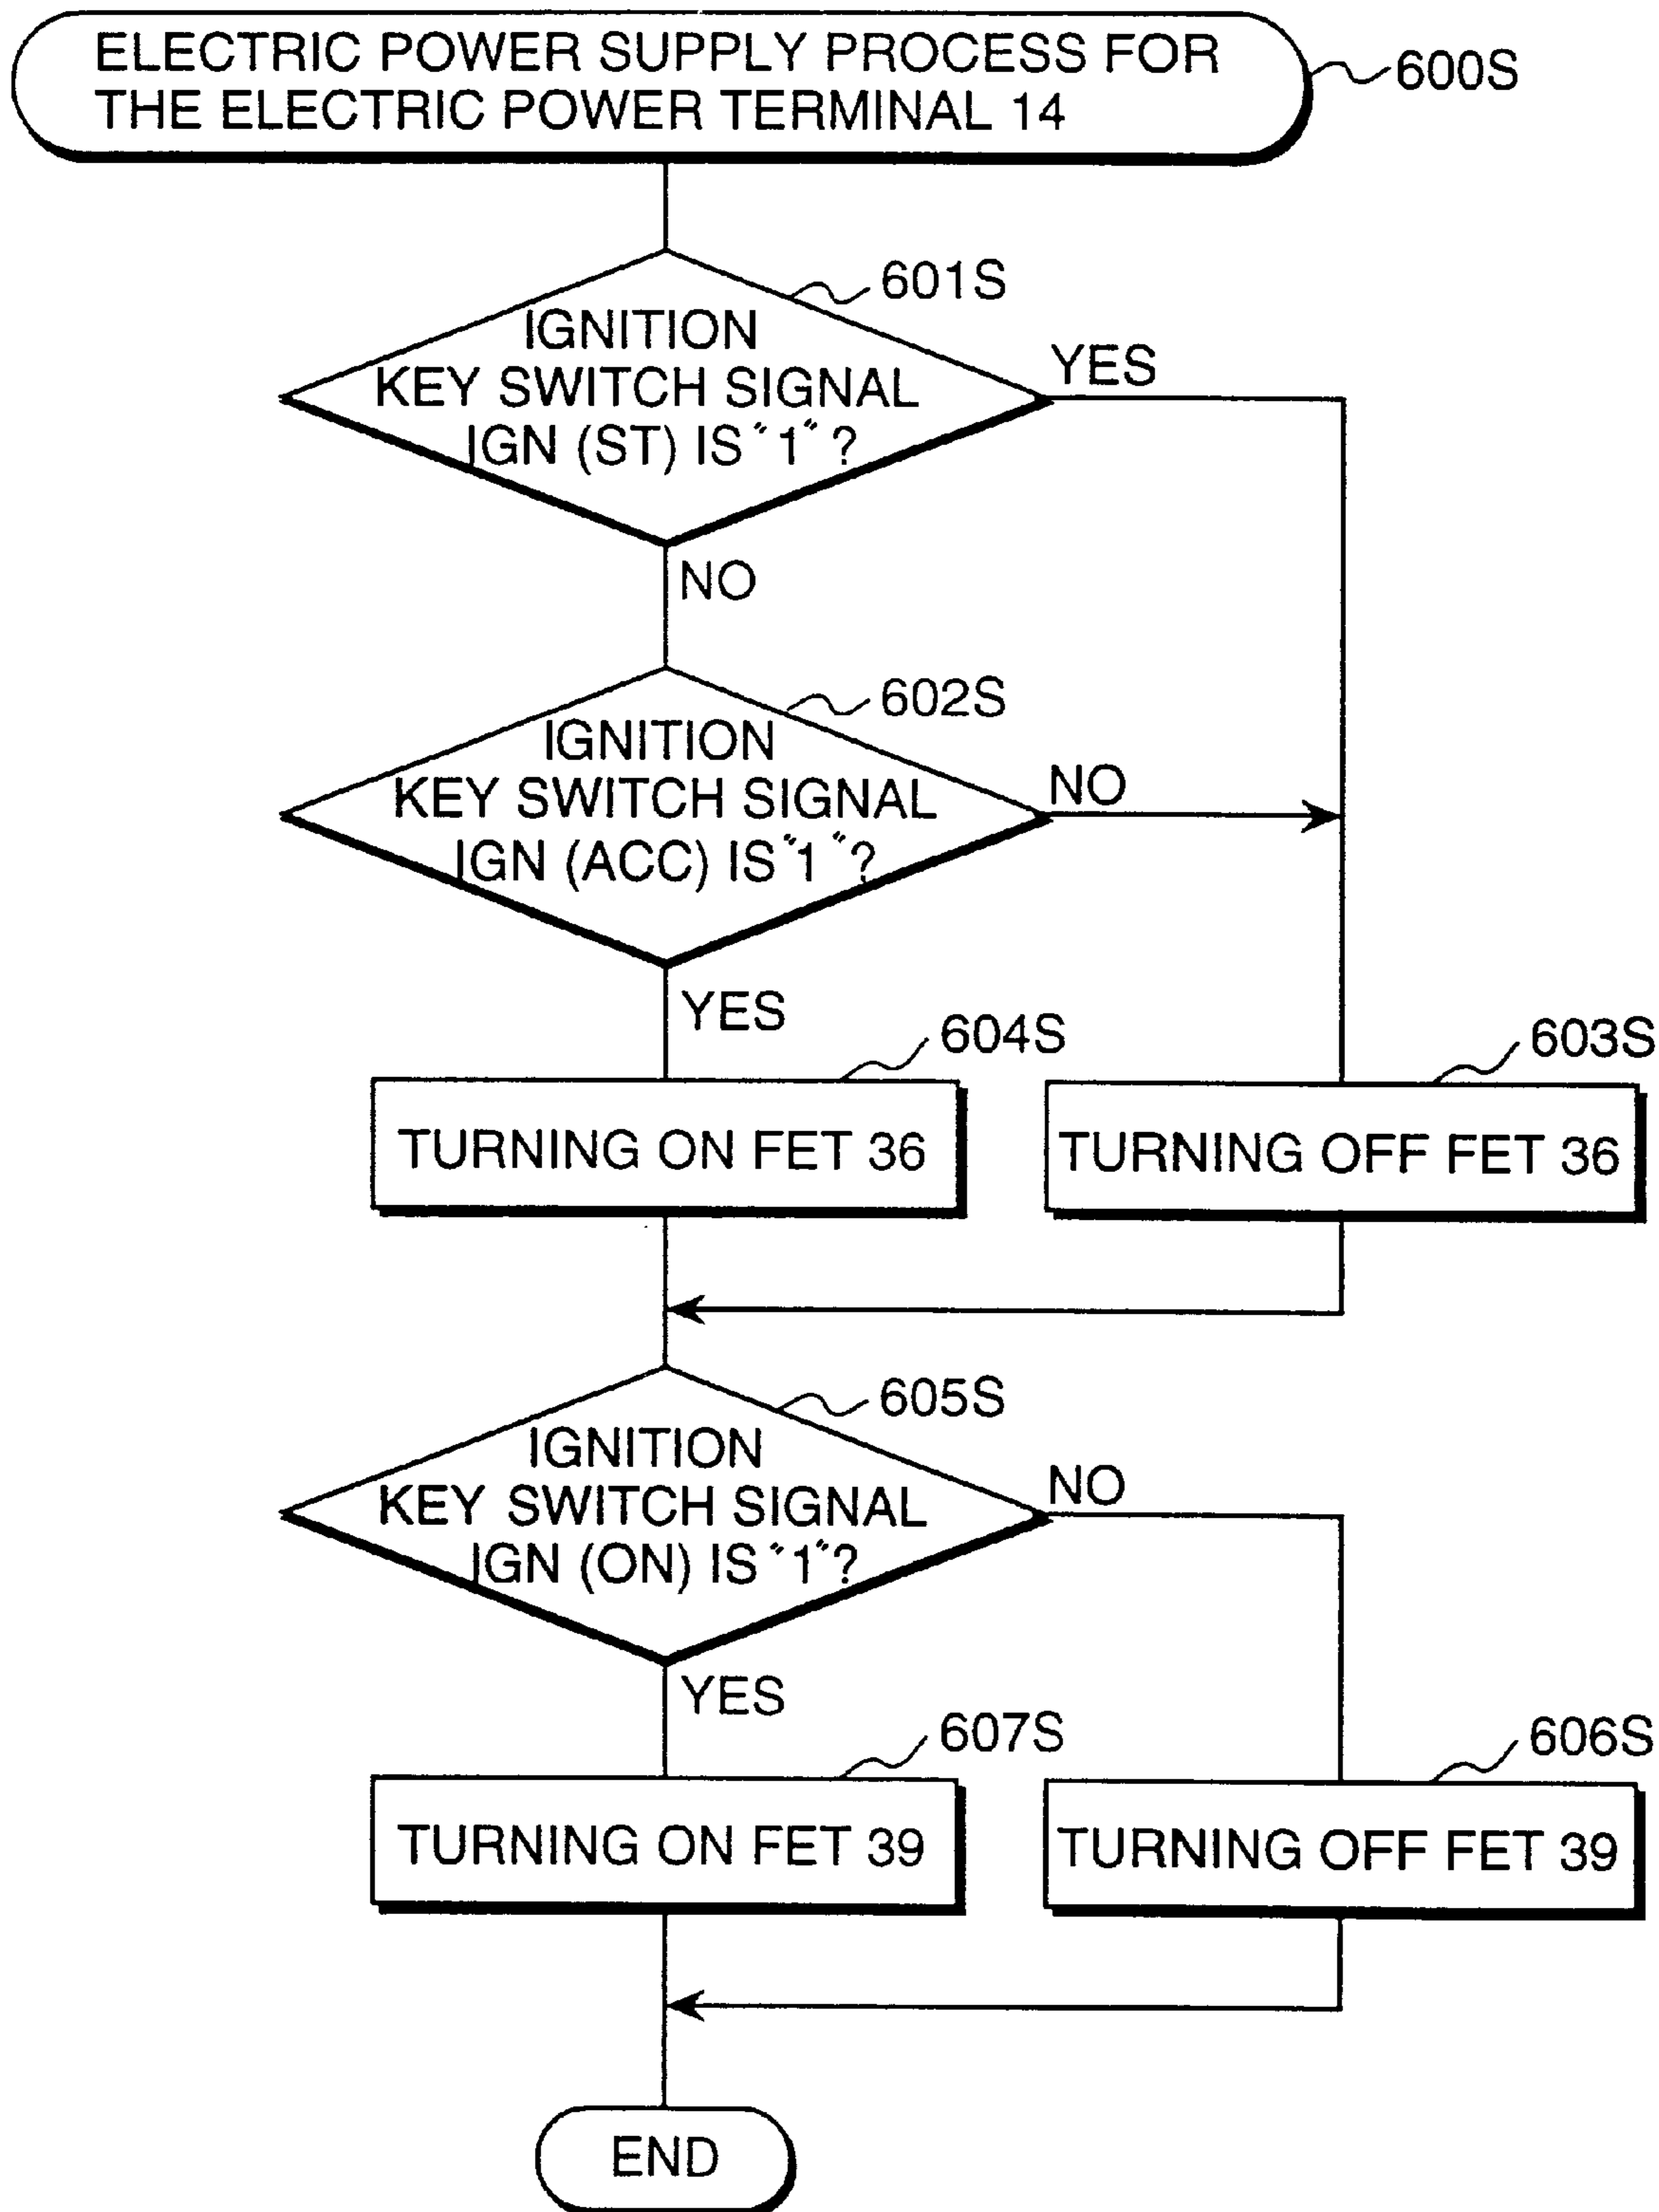 ELECTRIC POWER SUPPLY PROCESS FOR
THE ELECTRIC POWER TERMINAL 14
600S
601S
IGNITION
KEY SWITCH SIGNAL
IGN (ST) IS "1" ?
YES
NO
602S
IGNITION
KEY SWITCH SIGNAL
IGN (ACC) IS "1" ?
NO
YES
604S
603S
TURNING ON FET 36
TURNING OFF FET 36
605S
IGNITION
KEY SWITCH SIGNAL
IGN (ON) IS "1" ?
NO
YES
607S
606S
TURNING ON FET 39
TURNING OFF FET 39
END